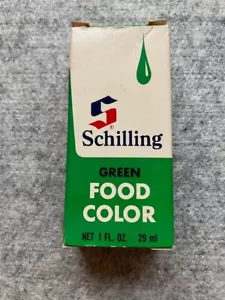 S
®
Schilling
GREEN
FOOD
COLOR
NET 1 FL. OZ. 29 ml